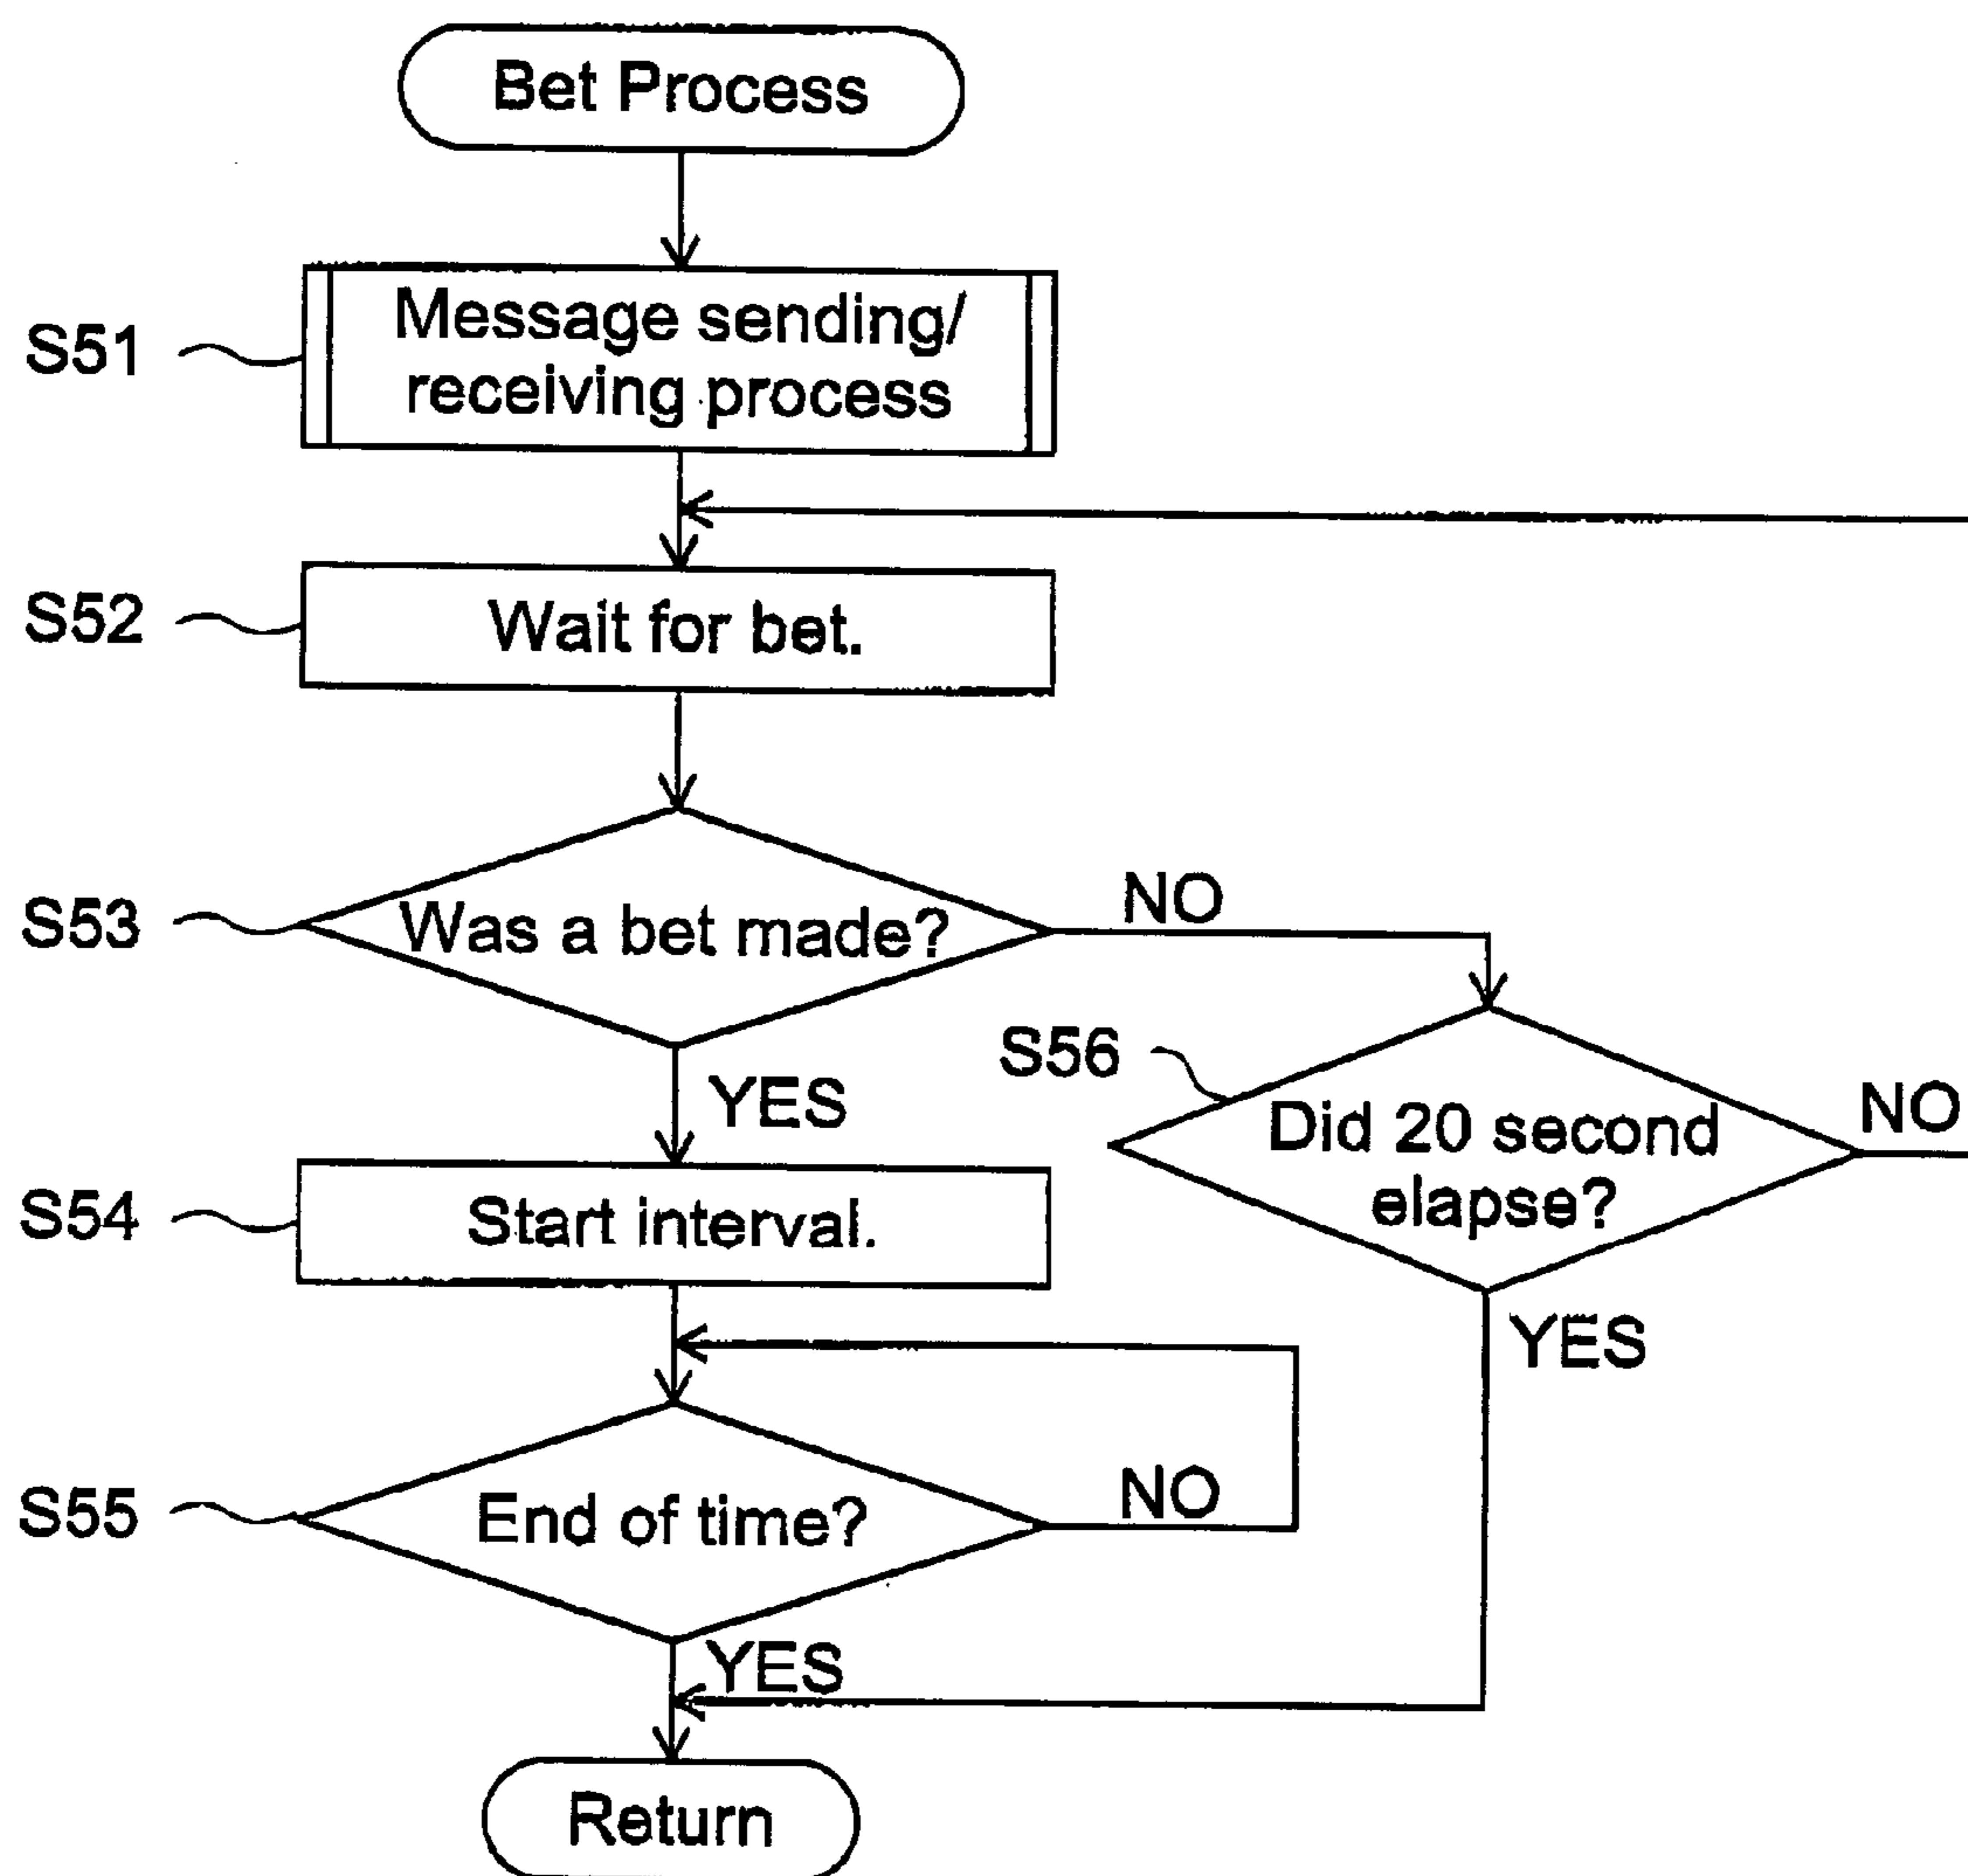 Bet Process
S51
Message sending/
receiving process
S52
Wait for bet.
S53
Was a bet made?
NO
YES
S56
Did 20 second
elapse?
NO
YES
S54
Start interval.
S55
End of time?
NO
YES
Return